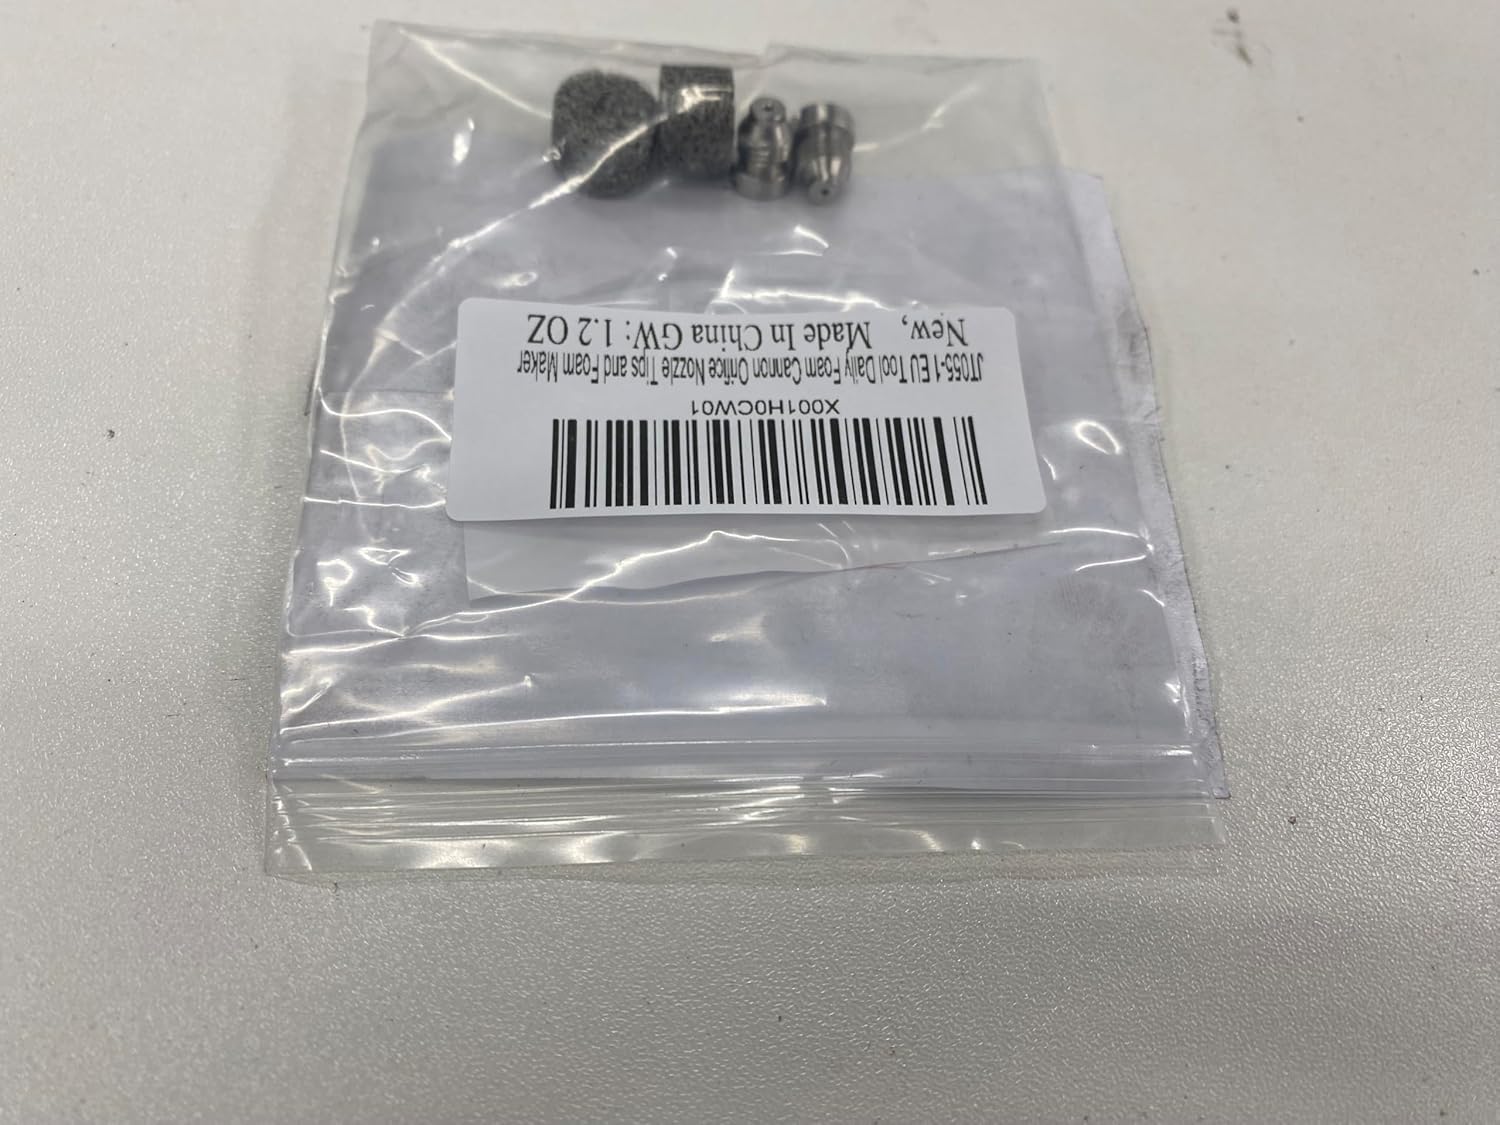 X001H0CW01
JT055-1 EU Tool Daily Foam Cannon Orifice Nozzle Tips and Foam Maker
New, Made In China GW: 1.2 OZ